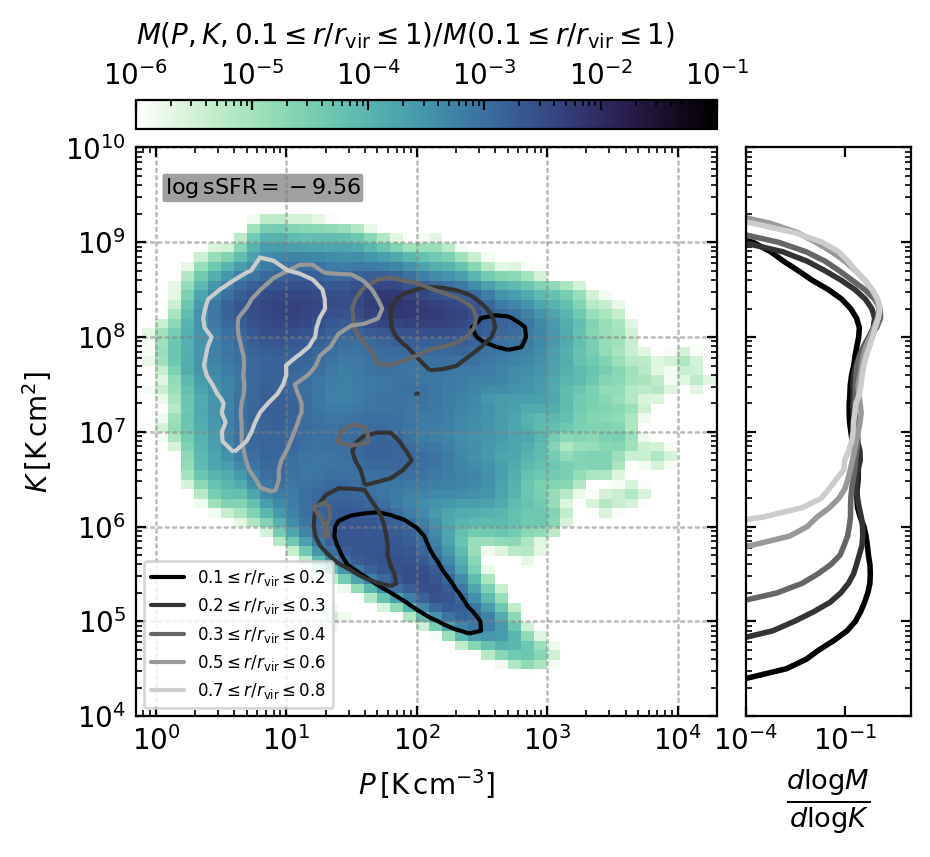 M(P, K, 0.1 ≤ r/r_vir ≤ 1)/M(0.1 ≤ r/r_vir ≤ 1)
10^−6 10^−5 10^−4 10^−3 10^−2 10^−1
10^10
log sSFR = −9.56
10^9
10^8
10^7
10^6
10^5
10^4
K [K cm^2]
0.1 ≤ r/r_vir ≤ 0.2
0.2 ≤ r/r_vir ≤ 0.3
0.3 ≤ r/r_vir ≤ 0.4
0.5 ≤ r/r_vir ≤ 0.6
0.7 ≤ r/r_vir ≤ 0.8
10^0 10^1 10^2 10^3 10^4
P [K cm^−3]
10^−4 10^−1
dlogM
dlogK